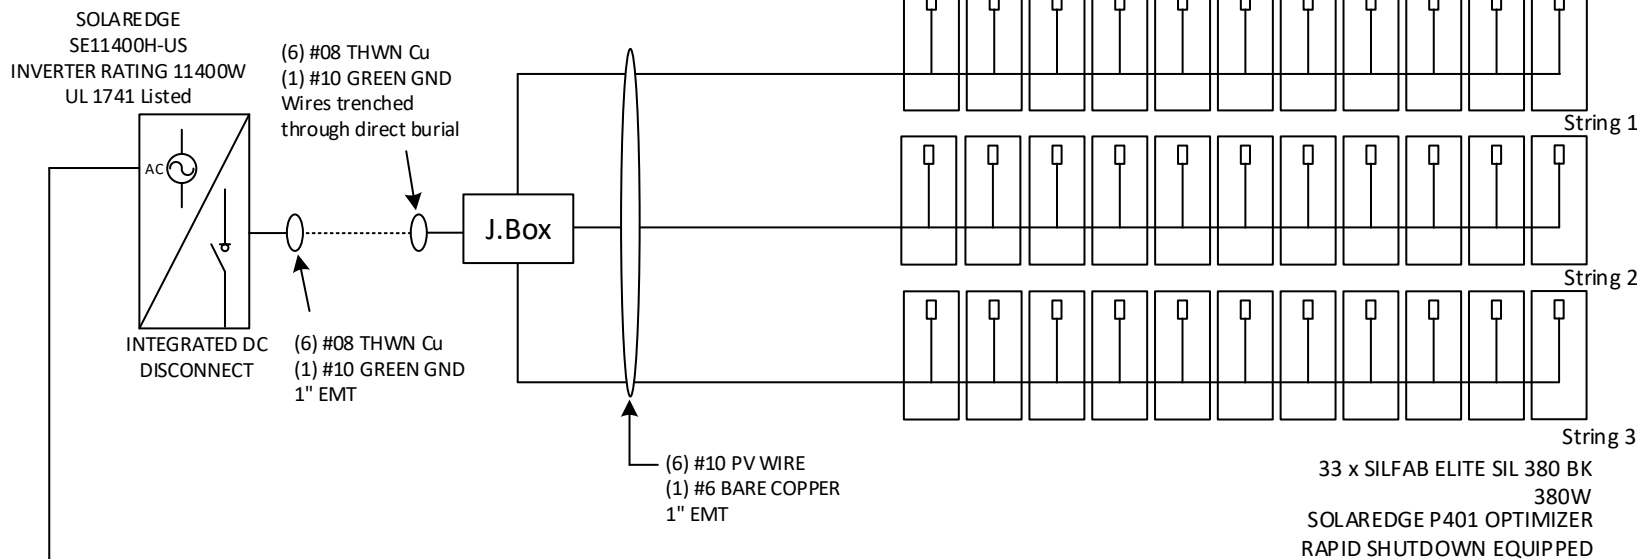 SOLAREDGE
SE11400H-US
INVERTER RATING 11400W
UL 1741 Listed
(6) #08 THWN Cu
(1) #10 GREEN GND
Wires trenched
through direct burial
AC
J.Box
String 1
String 2
String 3
INTEGRATED DC
DISCONNECT
(6) #08 THWN Cu
(1) #10 GREEN GND
1" EMT
(6) #10 PV WIRE
(1) #6 BARE COPPER
1" EMT
33 x SILFAB ELITE SIL 380 BK
380W
SOLAREDGE P401 OPTIMIZER
RAPID SHUTDOWN EQUIPPED